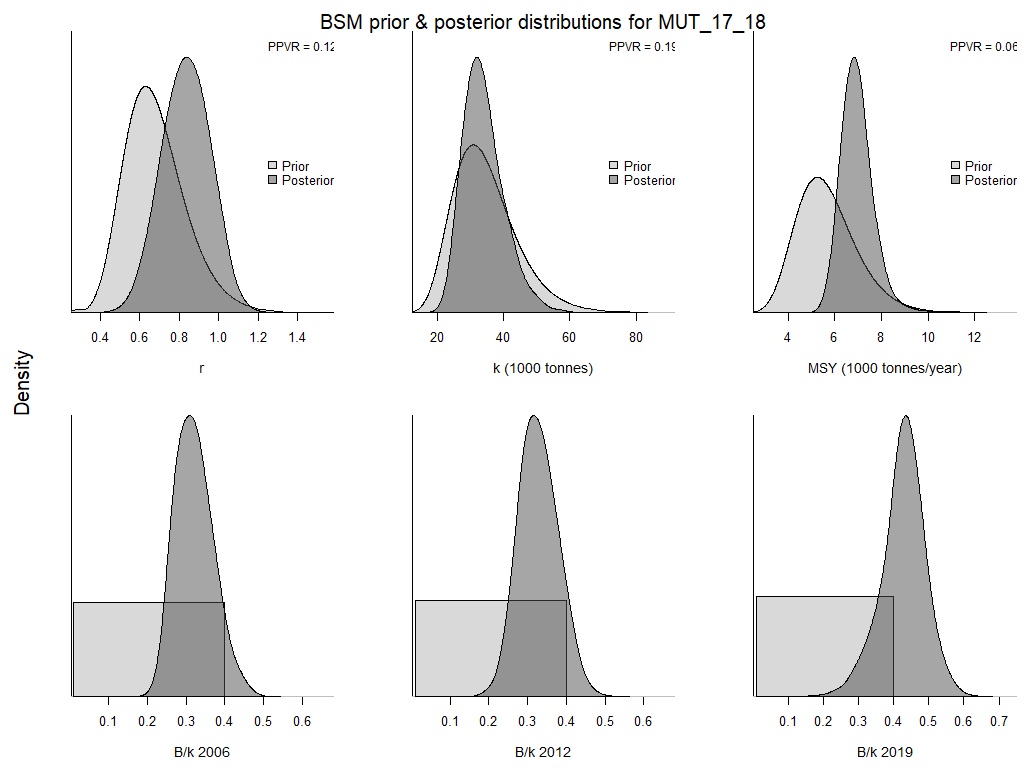 BSM prior & posterior distributions for MUT_17_18
PPVR = 0.12
PPVR = 0.19
PPVR = 0.06
Prior
Posterior
Prior
Posterior
Prior
Posterior
0.4 0.6 0.8 1.0 1.2 1.4
20 40 60 80
4 6 8 10 12
r
k (1000 tonnes)
MSY (1000 tonnes/year)
Density
0.1 0.2 0.3 0.4 0.5 0.6
0.1 0.2 0.3 0.4 0.5 0.6
0.1 0.2 0.3 0.4 0.5 0.6 0.7
B/k 2006
B/k 2012
B/k 2019